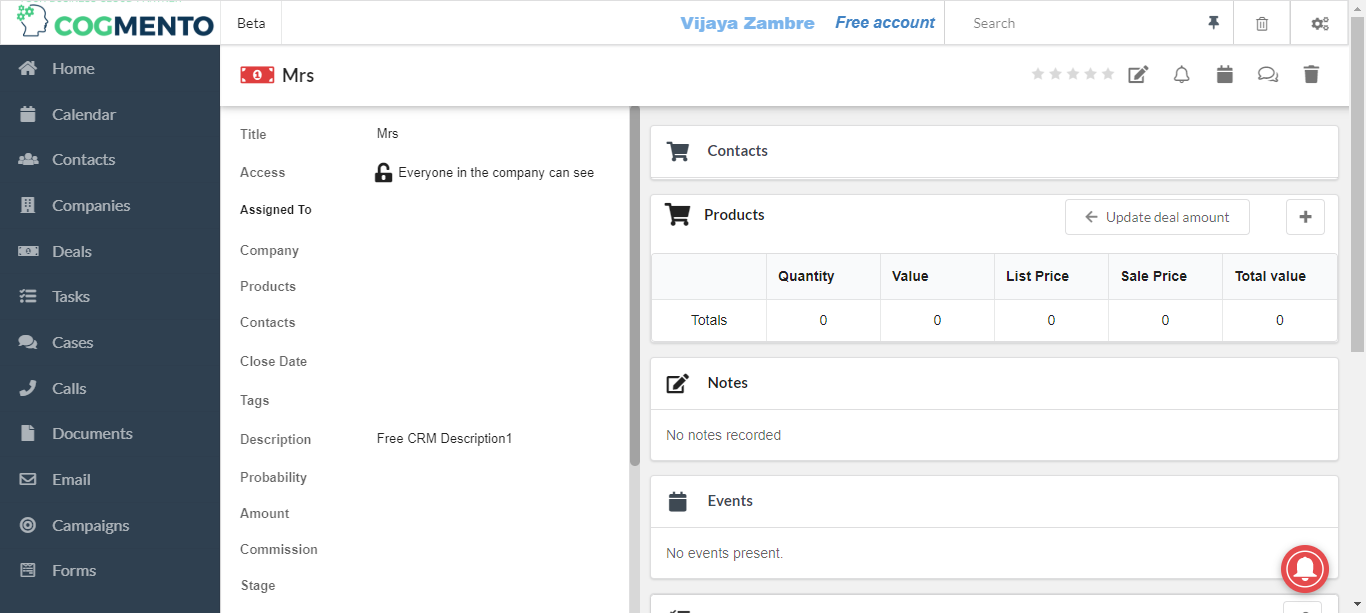 COGMENTO
Beta
Vijaya Zambre
Free account
Search
Home
Calendar
Contacts
Companies
Deals
Tasks
Cases
Calls
Documents
Email
Campaigns
Forms
Mrs
Title Mrs
Access Everyone in the company can see
Assigned To
Company
Products
Contacts
Close Date
Tags
Description Free CRM Description1
Probability
Amount
Commission
Stage
Contacts
Products Update deal amount
Quantity Value List Price Sale Price Total value
Totals 0 0 0 0 0
Notes
No notes recorded
Events
No events present.